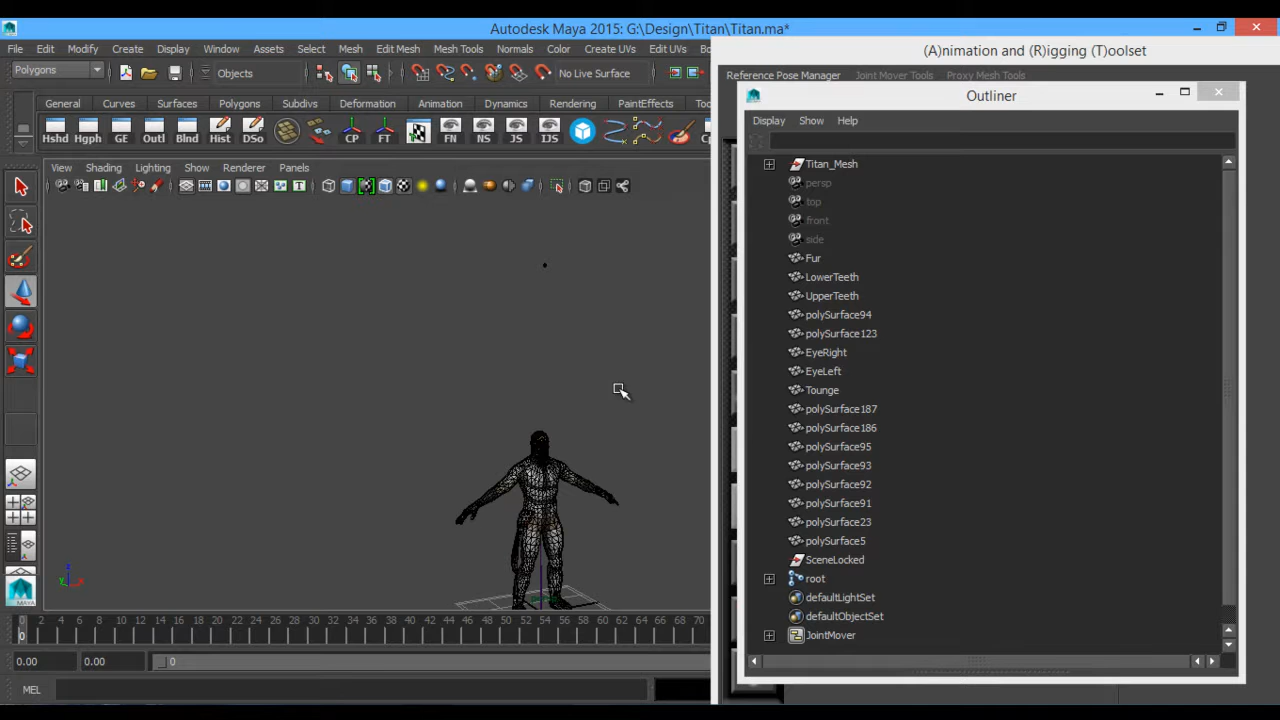 Autodesk Maya 2015: G:\Design\Titan\Titan.ma*
File Edit Modify Create Display Window Assets Select Mesh Edit Mesh Mesh Tools Normals Color Create UVs Edit UVs
(A)nimation and (R)igging (T)oolset
Polygons
Objects
No Live Surface
Reference Pose Manager Joint Mover Tools Proxy Mesh Tools
Outliner
General Curves Surfaces Polygons Subdivs Deformation Animation Dynamics Rendering PaintEffects
Display Show Help
Hshd Hgph GE Outl Blnd Hist DSo CP FT FN NS JS IJS
View Shading Lighting Show Renderer Panels
Titan_Mesh
persp
top
front
side
Fur
LowerTeeth
UpperTeeth
polySurface94
polySurface123
EyeRight
EyeLeft
Tounge
polySurface187
polySurface186
polySurface95
polySurface93
polySurface92
polySurface91
polySurface23
polySurface5
SceneLocked
root
defaultLightSet
defaultObjectSet
JointMover
MAYA
0 2 4 6 8 10 12 14 16 18 20 22 24 26 28 30 32 34 36 38 40 42 44 46 48 50 52 54 56 58 60 62 64 66 68 70
0.00 0.00 0
MEL